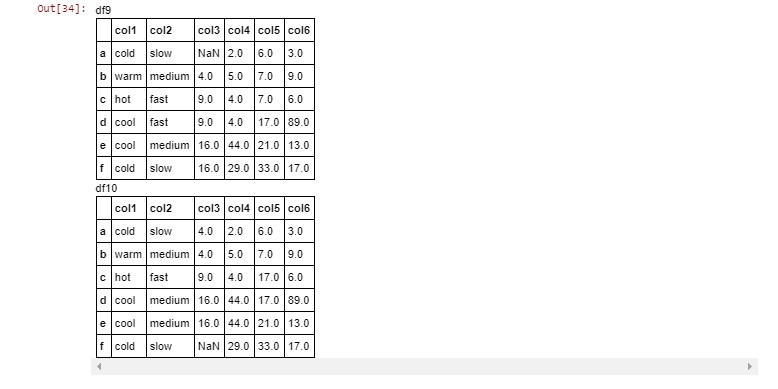 Out[34]: df9
col1 col2 col3 col4 col5 col6
a cold slow NaN 2.0 6.0 3.0
b warm medium 4.0 5.0 7.0 9.0
c hot fast 9.0 4.0 7.0 6.0
d cool fast 9.0 4.0 17.0 89.0
e cool medium 16.0 44.0 21.0 13.0
f cold slow 16.0 29.0 33.0 17.0
df10
col1 col2 col3 col4 col5 col6
a cold slow 4.0 2.0 6.0 3.0
b warm medium 4.0 5.0 7.0 9.0
c hot fast 9.0 4.0 17.0 6.0
d cool medium 16.0 44.0 17.0 89.0
e cool medium 16.0 44.0 21.0 13.0
f cold slow NaN 29.0 33.0 17.0